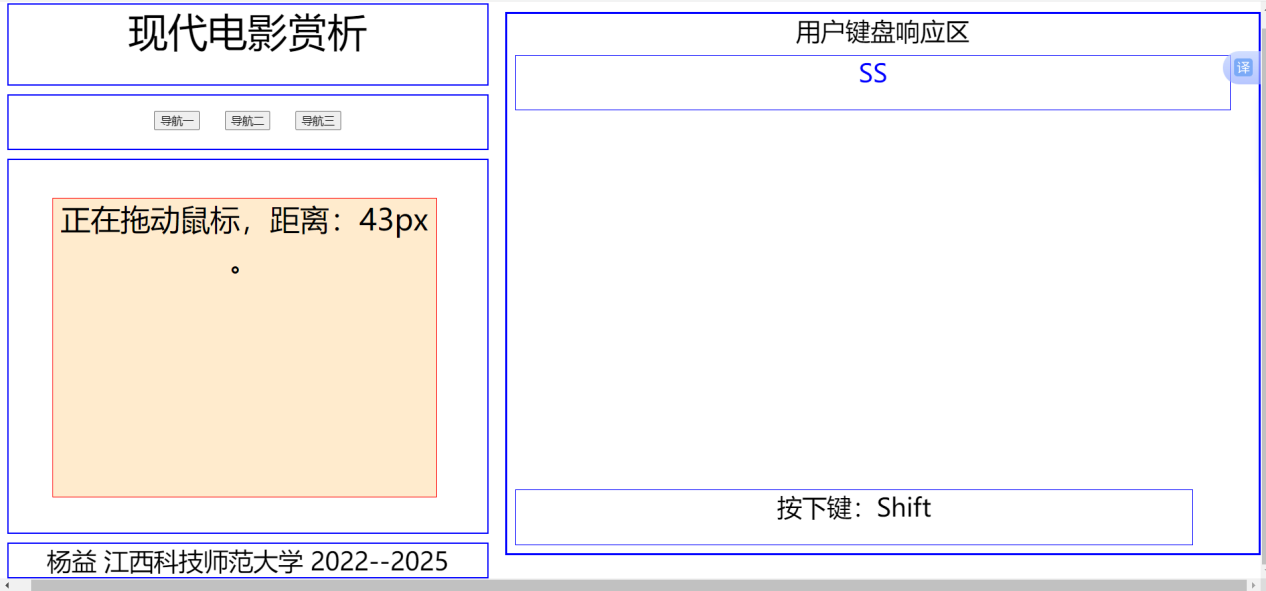 现代电影赏析
导航一 导航二 导航三
正在拖动鼠标，距离：43px
。
杨益 江西科技师范大学 2022--2025
用户键盘响应区
SS
译
按下键：Shift